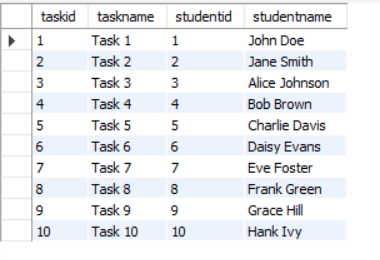 taskid taskname studentid studentname
1 Task 1 1 John Doe
2 Task 2 2 Jane Smith
3 Task 3 3 Alice Johnson
4 Task 4 4 Bob Brown
5 Task 5 5 Charlie Davis
6 Task 6 6 Daisy Evans
7 Task 7 7 Eve Foster
8 Task 8 8 Frank Green
9 Task 9 9 Grace Hill
10 Task 10 10 Hank Ivy